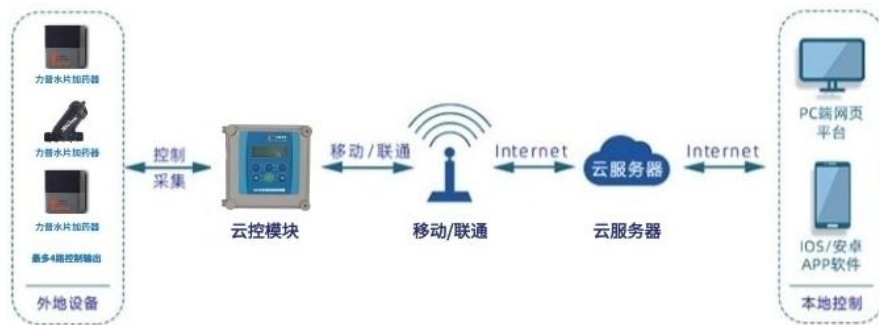 力普水片加药器
力普水片加药器
力普水片加药器
最多4路控制输出
外地设备
控制
采集
云控模块
移动/联通
移动/联通
Internet
云服务器
云服务器
Internet
PC端网页
平台
IOS/安卓
APP软件
本地控制